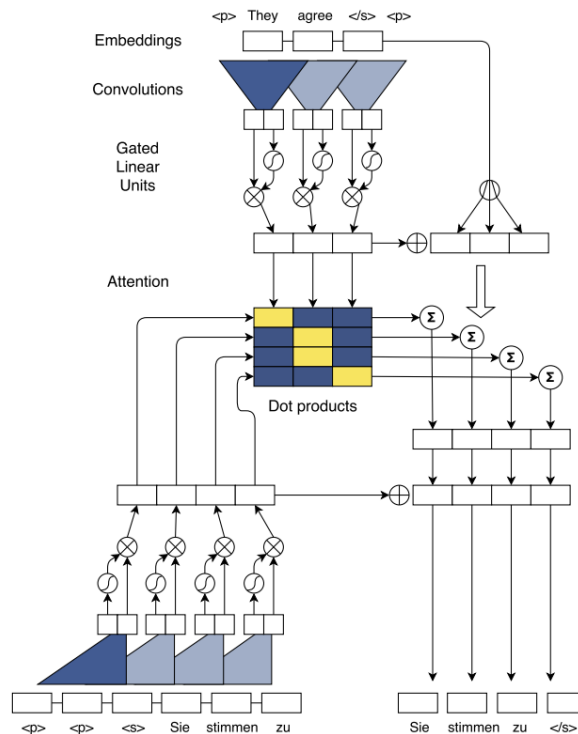 <p> They agree </s> <p>
Embeddings
Convolutions
Gated
Linear
Units
Attention
Σ
Σ
Σ
Σ
Dot products
<p> <p> <s> Sie stimmen zu
Sie stimmen zu </s>